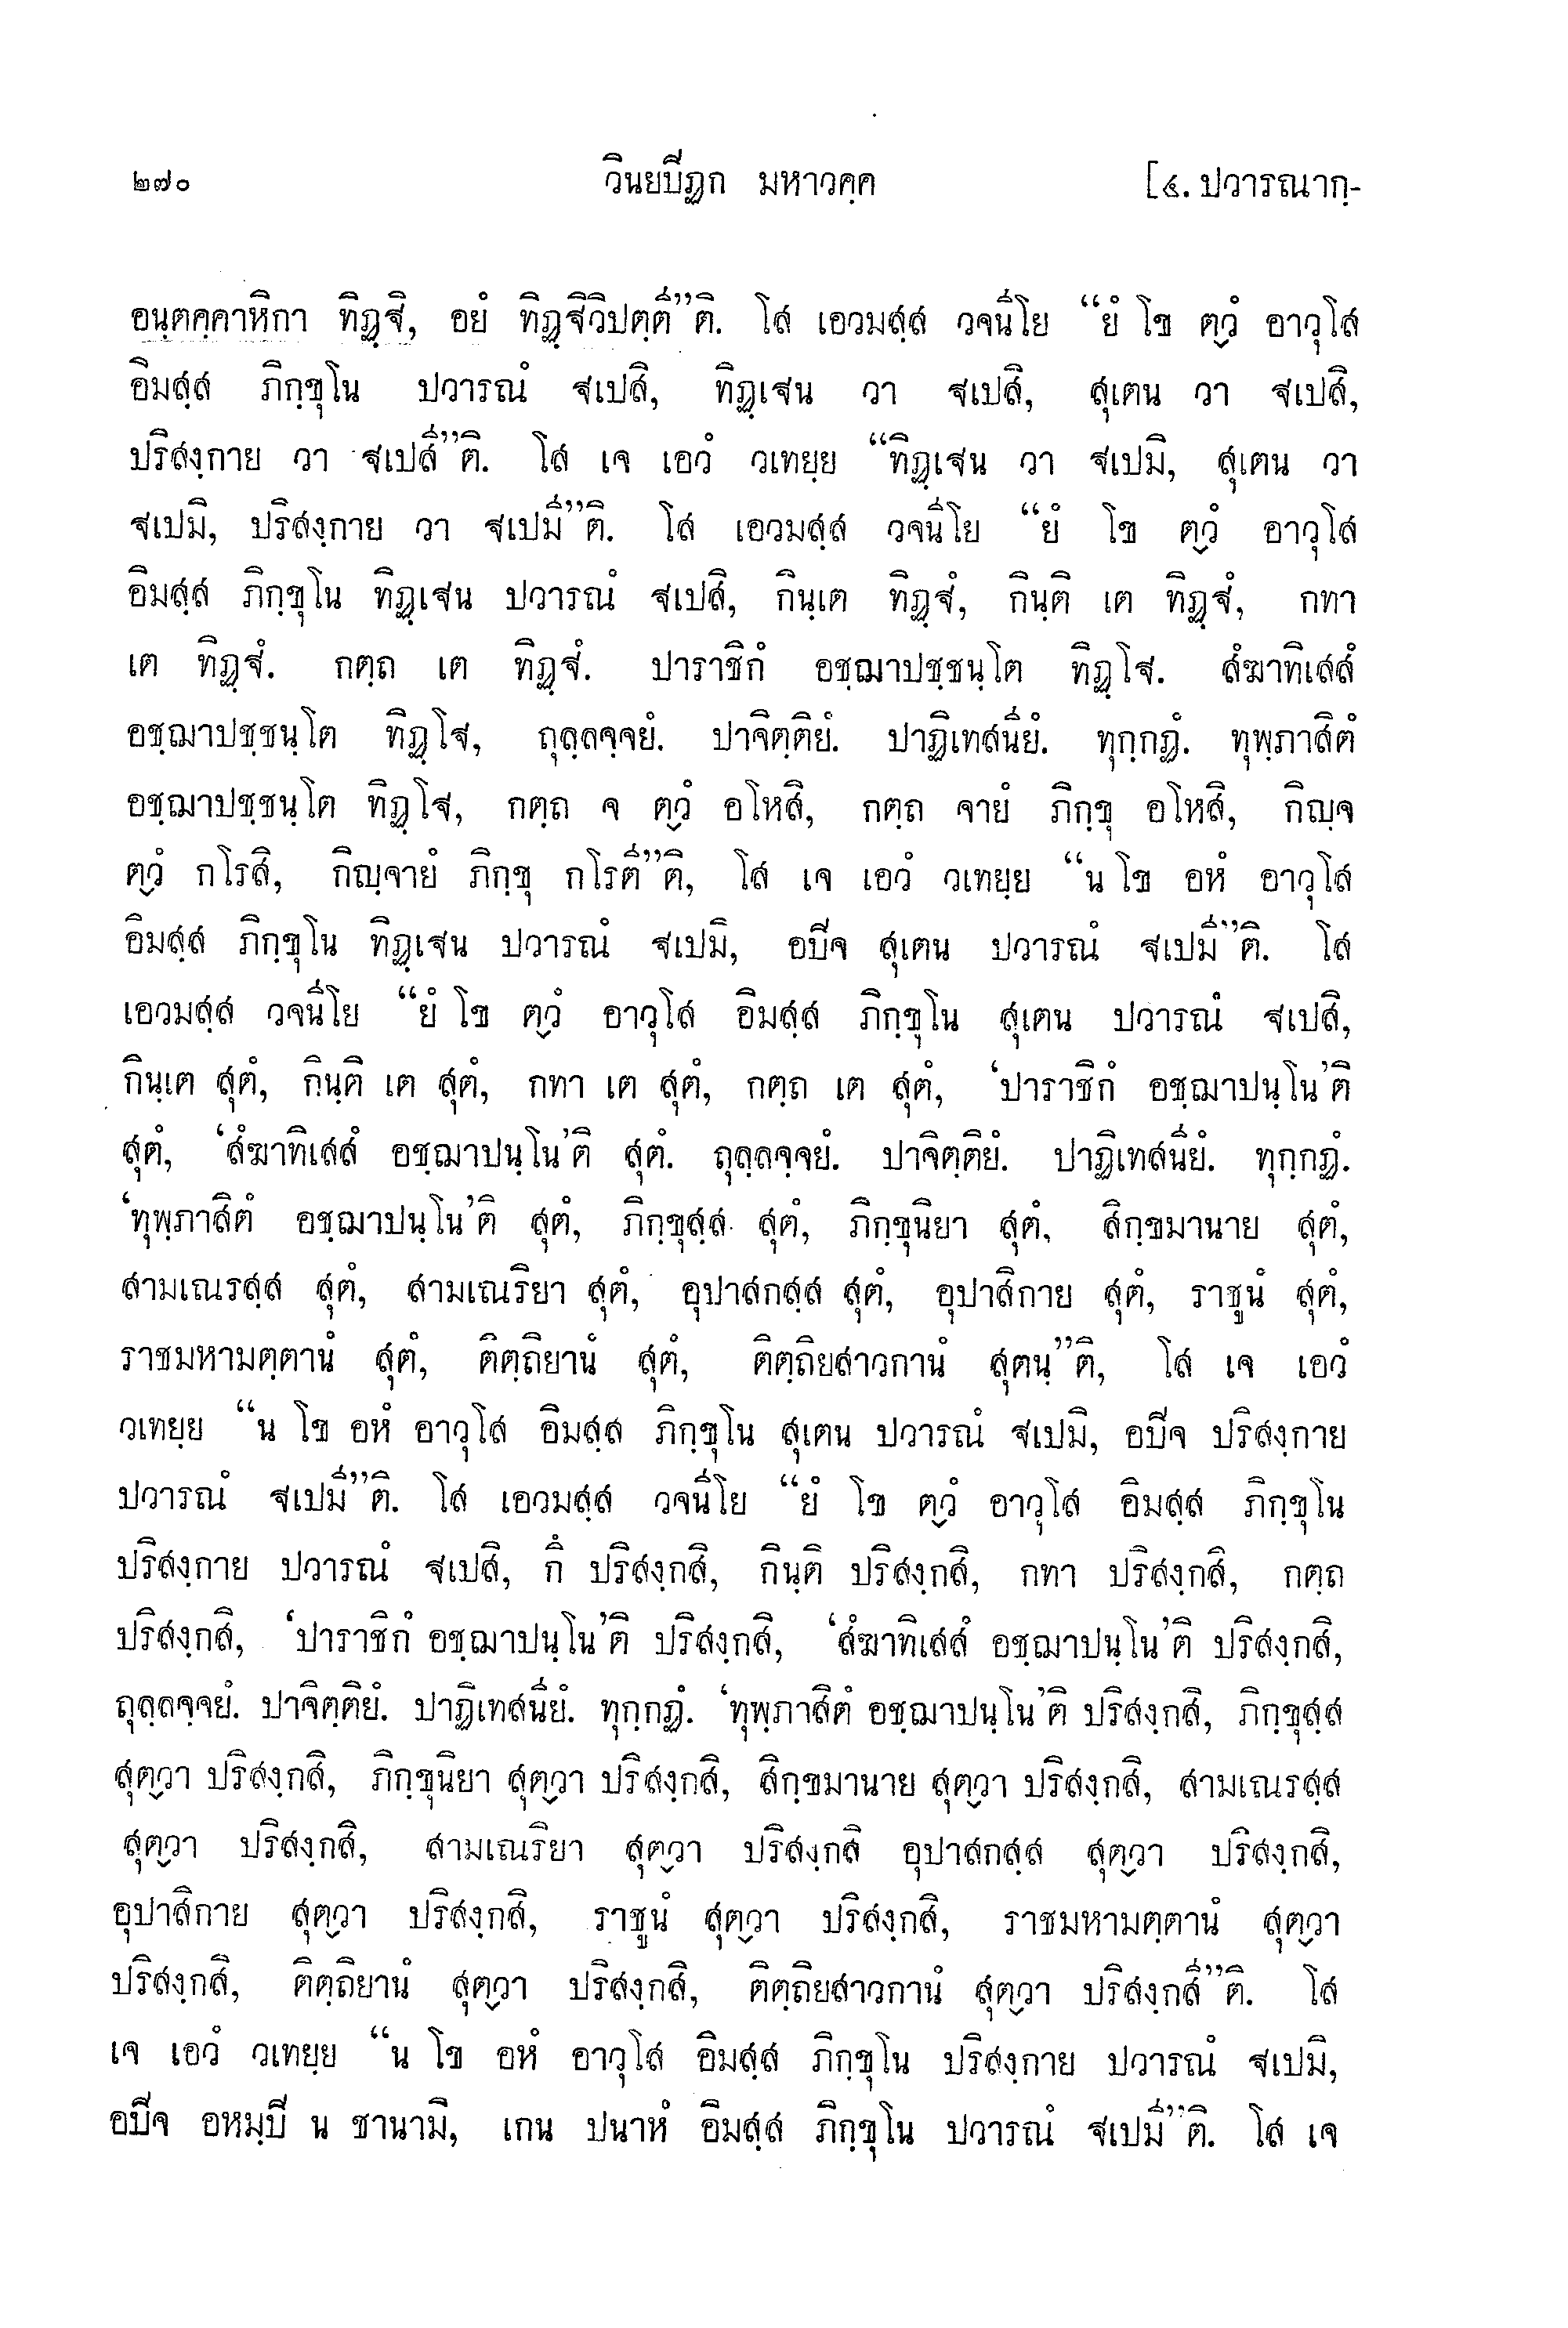 ๒๗๐ วินยปิฏก มหาวคฺค [๔. ปวารณากฺ-
อนฺตคฺคาหิกา ทิฏฺฐิ, อยํ ทิฏฺฐิวิปตฺตี”ติ. โส เอวมสฺส วจนีโย “ยํ โข ตฺวํ อาวุโส
อิมสฺส ภิกฺขุโน ปวารณํ ฐเปสิ, ทิฏฺเฐน วา ฐเปสิ, สุเตน วา ฐเปสิ,
ปริสงฺกาย วา ฐเปสี”ติ. โส เจ เอวํ วเทยฺย “ทิฏฺเฐน วา ฐเปมิ, สุเตน วา
ฐเปมิ, ปริสงฺกาย วา ฐเปมี”ติ. โส เอวมสฺส วจนีโย “ยํ โข ตฺวํ อาวุโส
อิมสฺส ภิกฺขุโน ทิฏฺเฐน ปวารณํ ฐเปสิ, กินฺเต ทิฏฺฐํ, กินฺติ เต ทิฏฺฐํ, กทา
เต ทิฏฺฐํ. กตฺถ เต ทิฏฺฐํ. ปาราชิกํ อชฺฌาปชฺชนฺโต ทิฏฺโฐ. สํฆาทิเสสํ
อชฺฌาปชฺชนฺโต ทิฏฺโฐ, ถุลฺลจฺจยํ. ปาจิตฺติยํ. ปาฏิเทสนียํ. ทุกฺกฏํ. ทุพฺภาสิตํ
อชฺฌาปชฺชนฺโต ทิฏฺโฐ, กตฺถ จ ตฺวํ อโหสิ, กตฺถ จายํ ภิกฺขุ อโหสิ, กิญฺจ
ตฺวํ กโรสิ, กิญฺจายํ ภิกฺขุ กโรตี”ติ, โส เจ เอวํ วเทยฺย “น โข อหํ อาวุโส
อิมสฺส ภิกฺขุโน ทิฏฺเฐน ปวารณํ ฐเปมิ, อปิจ สุเตน ปวารณํ ฐเปมี”ติ. โส
เอวมสฺส วจนีโย “ยํ โข ตฺวํ อาวุโส อิมสฺส ภิกฺขุโน สุเตน ปวารณํ ฐเปสิ,
กินฺเต สุตํ, กินฺติ เต สุตํ, กทา เต สุตํ, กตฺถ เต สุตํ, ‘ปาราชิกํ อชฺฌาปนฺโน’ติ
สุตํ, ‘สํฆาทิเสสํ อชฺฌาปนฺโน’ติ สุตํ. ถุลฺลจฺจยํ. ปาจิตฺติยํ. ปาฏิเทสนียํ. ทุกฺกฏํ.
‘ทุพฺภาสิตํ อชฺฌาปนฺโน’ติ สุตํ, ภิกฺขุสฺส สุตํ, ภิกฺขุนิยา สุตํ, สิกฺขมานาย สุตํ,
สามเณรสฺส สุตํ, สามเณริยา สุตํ, อุปาสกสฺส สุตํ, อุปาสิกาย สุตํ, ราชูนํ สุตํ,
ราชมหามตฺตานํ สุตํ, ติตฺถิยานํ สุตํ, ติตฺถิยสาวกานํ สุตนฺ”ติ, โส เจ เอวํ
วเทยฺย “น โข อหํ อาวุโส อิมสฺส ภิกฺขุโน สุเตน ปวารณํ ฐเปมิ, อปิจ ปริสงฺกาย
ปวารณํ ฐเปมี”ติ. โส เอวมสฺส วจนีโย “ยํ โข ตฺวํ อาวุโส อิมสฺส ภิกฺขุโน
ปริสงฺกาย ปวารณํ ฐเปสิ, กึ ปริสงฺกสิ, กินฺติ ปริสงฺกสิ, กทา ปริสงฺกสิ, กตฺถ
ปริสงฺกสิ, ‘ปาราชิกํ อชฺฌาปนฺโน’ติ ปริสงฺกสิ, ‘สํฆาทิเสสํ อชฺฌาปนฺโน’ติ ปริสงฺกสิ,
ถุลฺลจฺจยํ. ปาจิตฺติยํ. ปาฏิเทสนียํ. ทุกฺกฏํ. ‘ทุพฺภาสิตํ อชฺฌาปนฺโน’ติ ปริสงฺกสิ, ภิกฺขุสฺส
สุตฺวา ปริสงฺกสิ, ภิกฺขุนิยา สุตฺวา ปริสงฺกสิ, สิกฺขมานาย สุตฺวา ปริสงฺกสิ, สามเณรสฺส
สุตฺวา ปริสงฺกสิ, สามเณริยา สุตฺวา ปริสงฺกสิ อุปาสกสฺส สุตฺวา ปริสงฺกสิ,
อุปาสิกาย สุตฺวา ปริสงฺกสิ, ราชูนํ สุตฺวา ปริสงฺกสิ, ราชมหามตฺตานํ สุตฺวา
ปริสงฺกสิ, ติตฺถิยานํ สุตฺวา ปริสงฺกสิ, ติตฺถิยสาวกานํ สุตฺวา ปริสงฺกสี”ติ. โส
เจ เอวํ วเทยฺย “น โข อหํ อาวุโส อิมสฺส ภิกฺขุโน ปริสงฺกาย ปวารณํ ฐเปมิ,
อปิจ อหมฺปิ น ชานามิ, เกน ปนาหํ อิมสฺส ภิกฺขุโน ปวารณํ ฐเปมี”ติ. โส เจ